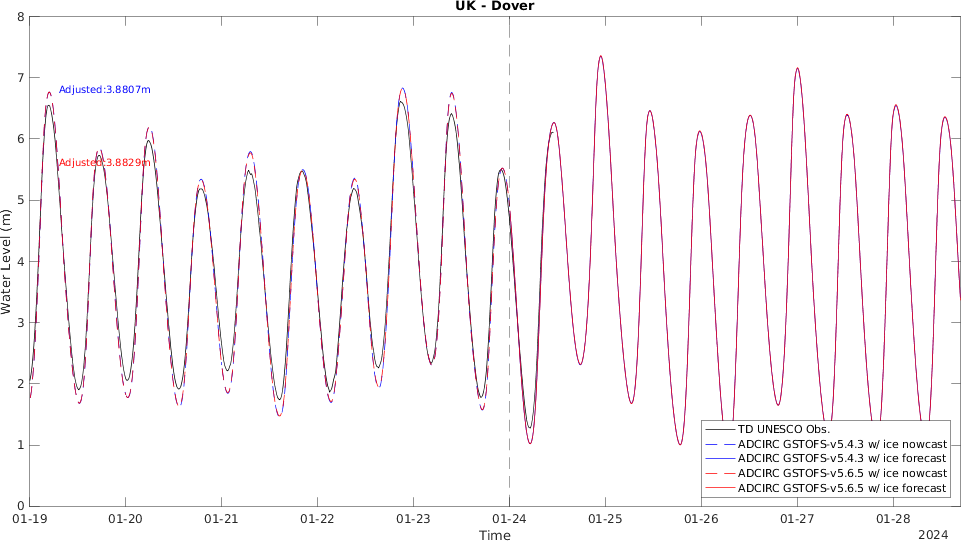 UK - Dover
8
7
6
5
4
3
2
1
0
Water Level (m)
Adjusted:3.8807m
Adjusted:3.8829m
TD UNESCO Obs.
ADCIRC GSTOFS-v5.4.3 w/ ice nowcast
ADCIRC GSTOFS-v5.4.3 w/ ice forecast
ADCIRC GSTOFS-v5.6.5 w/ ice nowcast
ADCIRC GSTOFS-v5.6.5 w/ ice forecast
01-19 01-20 01-21 01-22 01-23 01-24 01-25 01-26 01-27 01-28
Time
2024